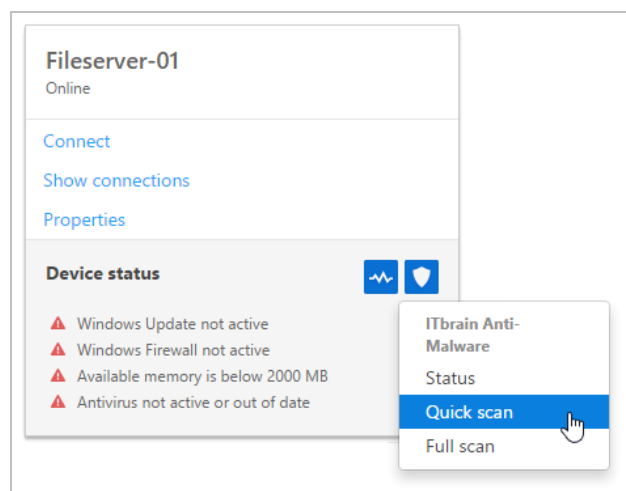 Fileserver-01
Online
Connect
Show connections
Properties
Device status
Windows Update not active
Windows Firewall not active
Available memory is below 2000 MB
Antivirus not active or out of date
ITbrain Anti-
Malware
Status
Quick scan
Full scan